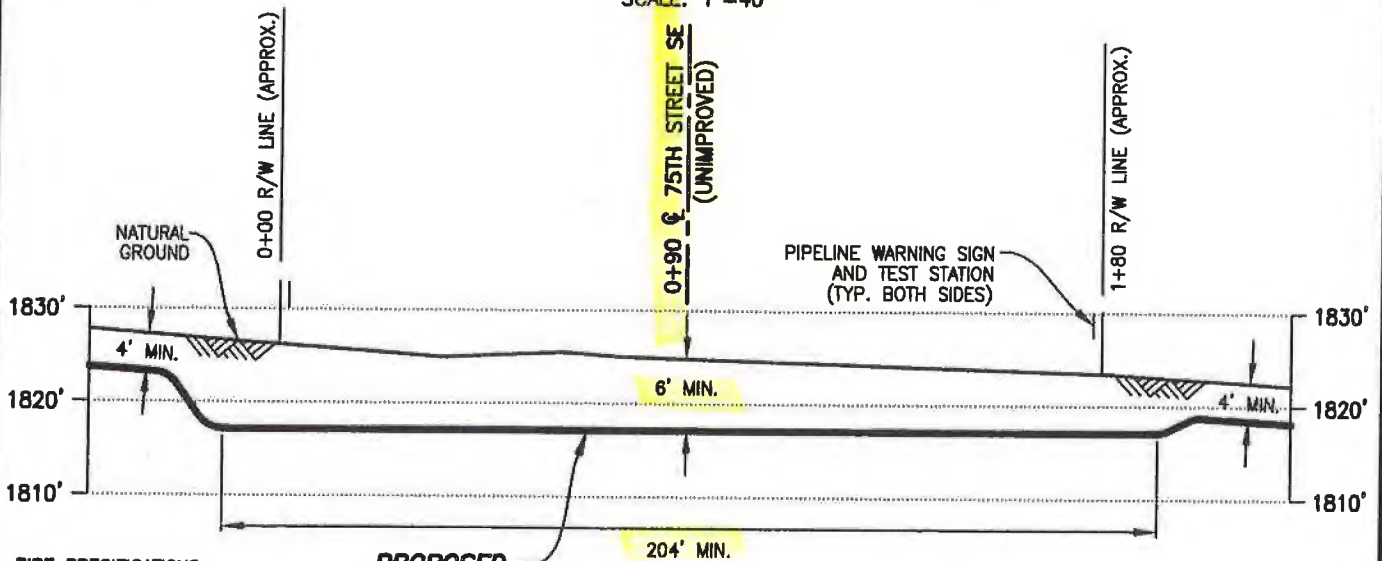 SCALE: 1"=40'
0+00 R/W LINE (APPROX.)
0+90 ℄ 75TH STREET SE
(UNIMPROVED)
1+80 R/W LINE (APPROX.)
NATURAL
GROUND
PIPELINE WARNING SIGN
AND TEST STATION
(TYP. BOTH SIDES)
1830'
1830'
4' MIN.
6' MIN.
4' MIN.
1820'
1820'
1810'
1810'
204' MIN.
PIPE SPECIFICATIONS
PROPOSED